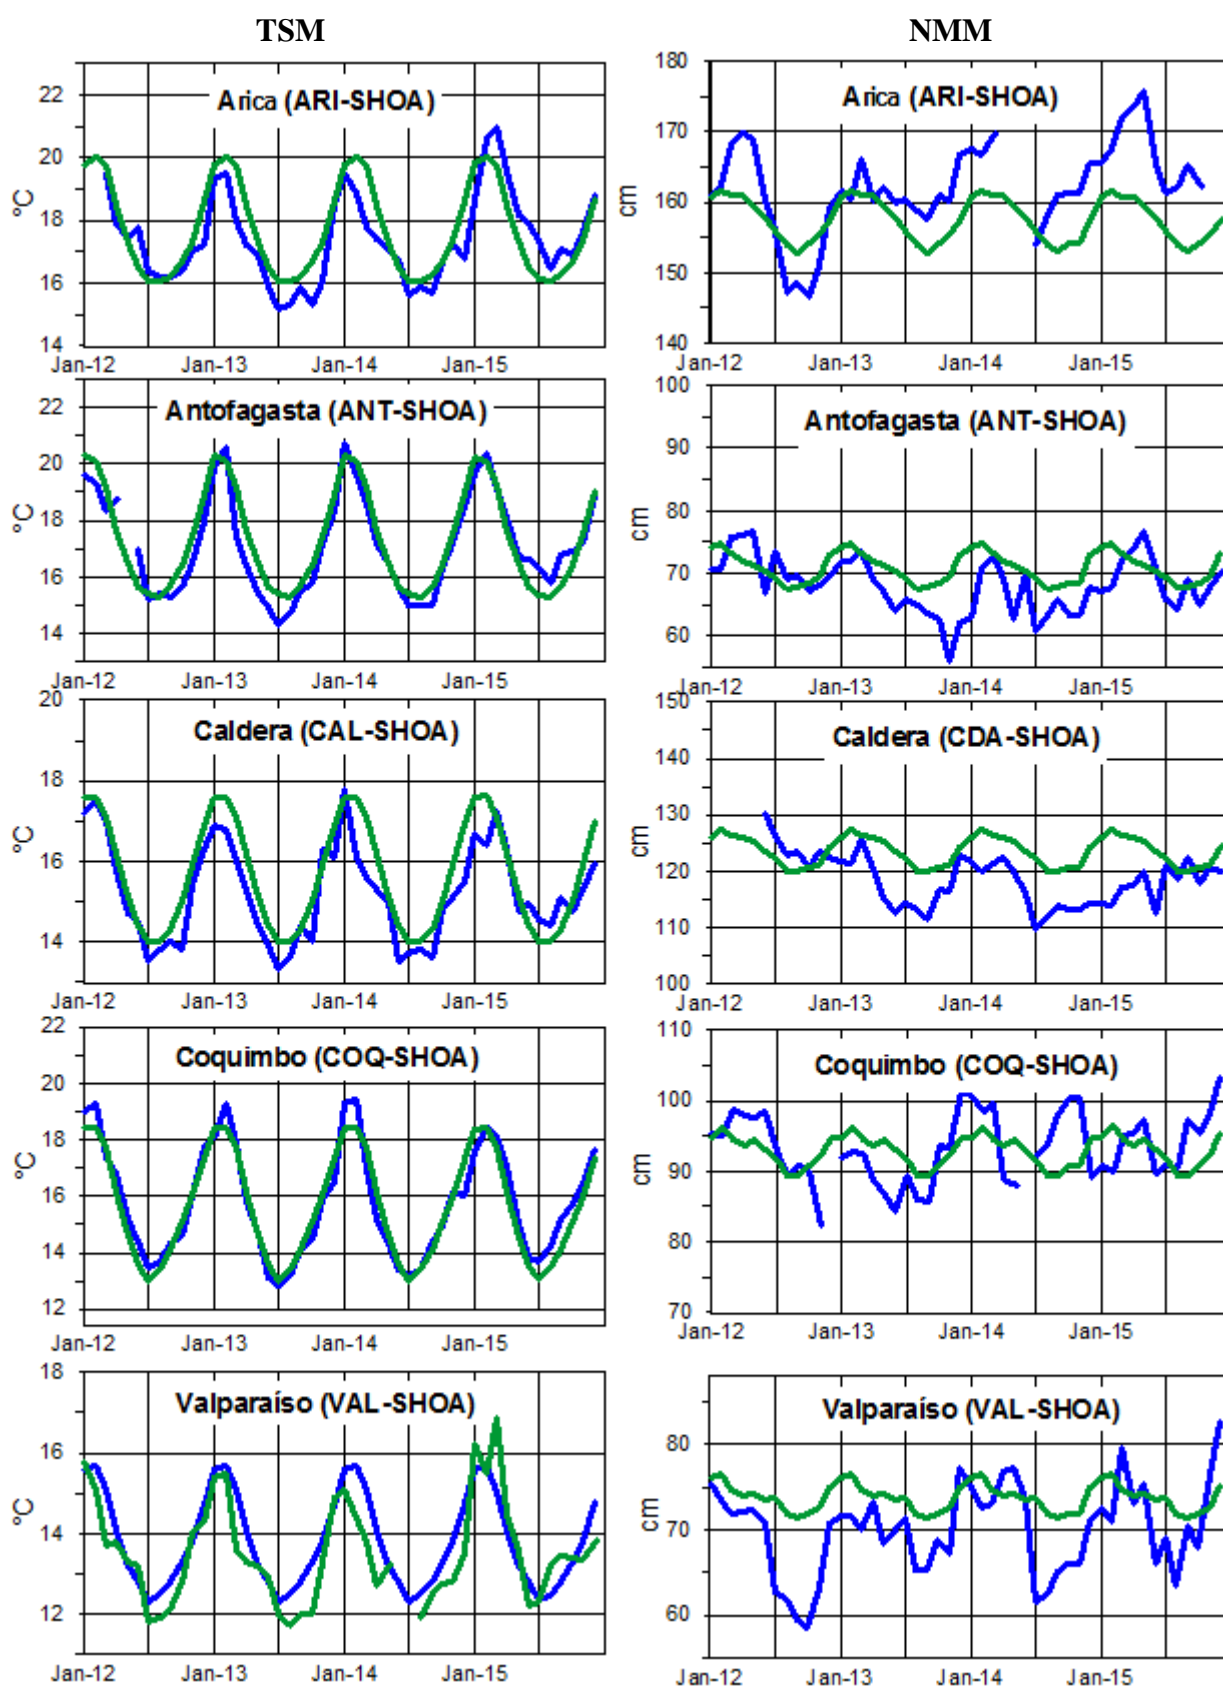 TSM NMM
Arica (ARI-SHOA)
°C
22
20
18
16
14
Jan-12 Jan-13 Jan-14 Jan-15
Arica (ARI-SHOA)
cm
180
170
160
150
140
Jan-12 Jan-13 Jan-14 Jan-15
Antofagasta (ANT-SHOA)
°C
22
20
18
16
14
Jan-12 Jan-13 Jan-14 Jan-15
Antofagasta (ANT-SHOA)
cm
100
90
80
70
60
Jan-12 Jan-13 Jan-14 Jan-15
Caldera (CAL-SHOA)
°C
20
18
16
14
Jan-12 Jan-13 Jan-14 Jan-15
Caldera (CDA-SHOA)
cm
150
140
130
120
110
100
Jan-12 Jan-13 Jan-14 Jan-15
Coquimbo (COQ-SHOA)
°C
22
20
18
16
14
12
Jan-12 Jan-13 Jan-14 Jan-15
Coquimbo (COQ-SHOA)
cm
110
100
90
80
70
Jan-12 Jan-13 Jan-14 Jan-15
Valparaíso (VAL-SHOA)
°C
18
16
14
12
Jan-12 Jan-13 Jan-14 Jan-15
Valparaíso (VAL-SHOA)
cm
80
70
60
Jan-12 Jan-13 Jan-14 Jan-15